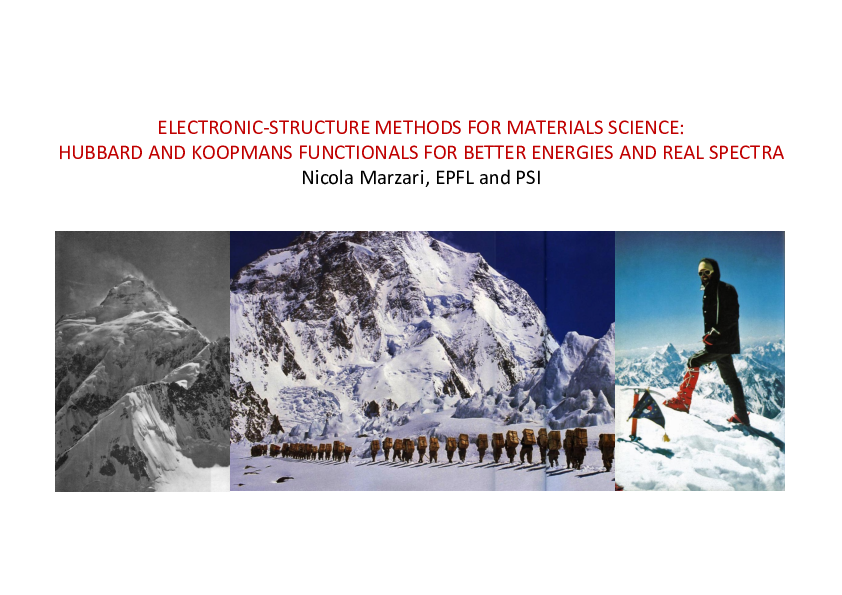 ELECTRONIC-STRUCTURE METHODS FOR MATERIALS SCIENCE:
HUBBARD AND KOOPMANS FUNCTIONALS FOR BETTER ENERGIES AND REAL SPECTRA
Nicola Marzari, EPFL and PSI